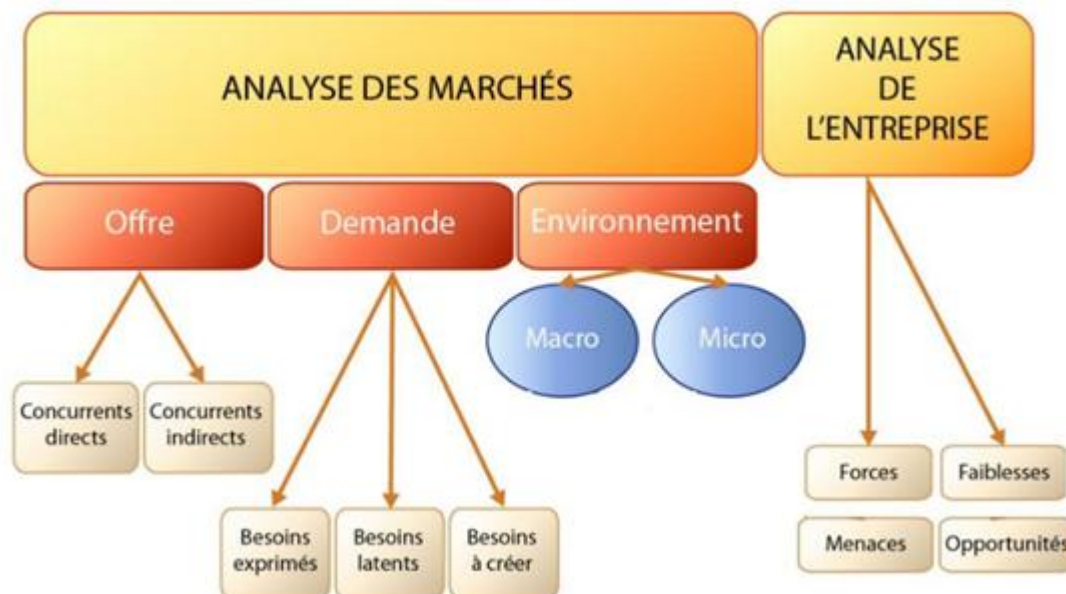 ANALYSE DES MARCHÉS
ANALYSE
DE
L'ENTREPRISE
Offre
Demande
Environnement
Macro
Micro
Concurrents
directs
Concurrents
indirects
Forces
Faiblesses
Menaces
Opportunités
Besoins
exprimés
Besoins
latents
Besoins
à créer